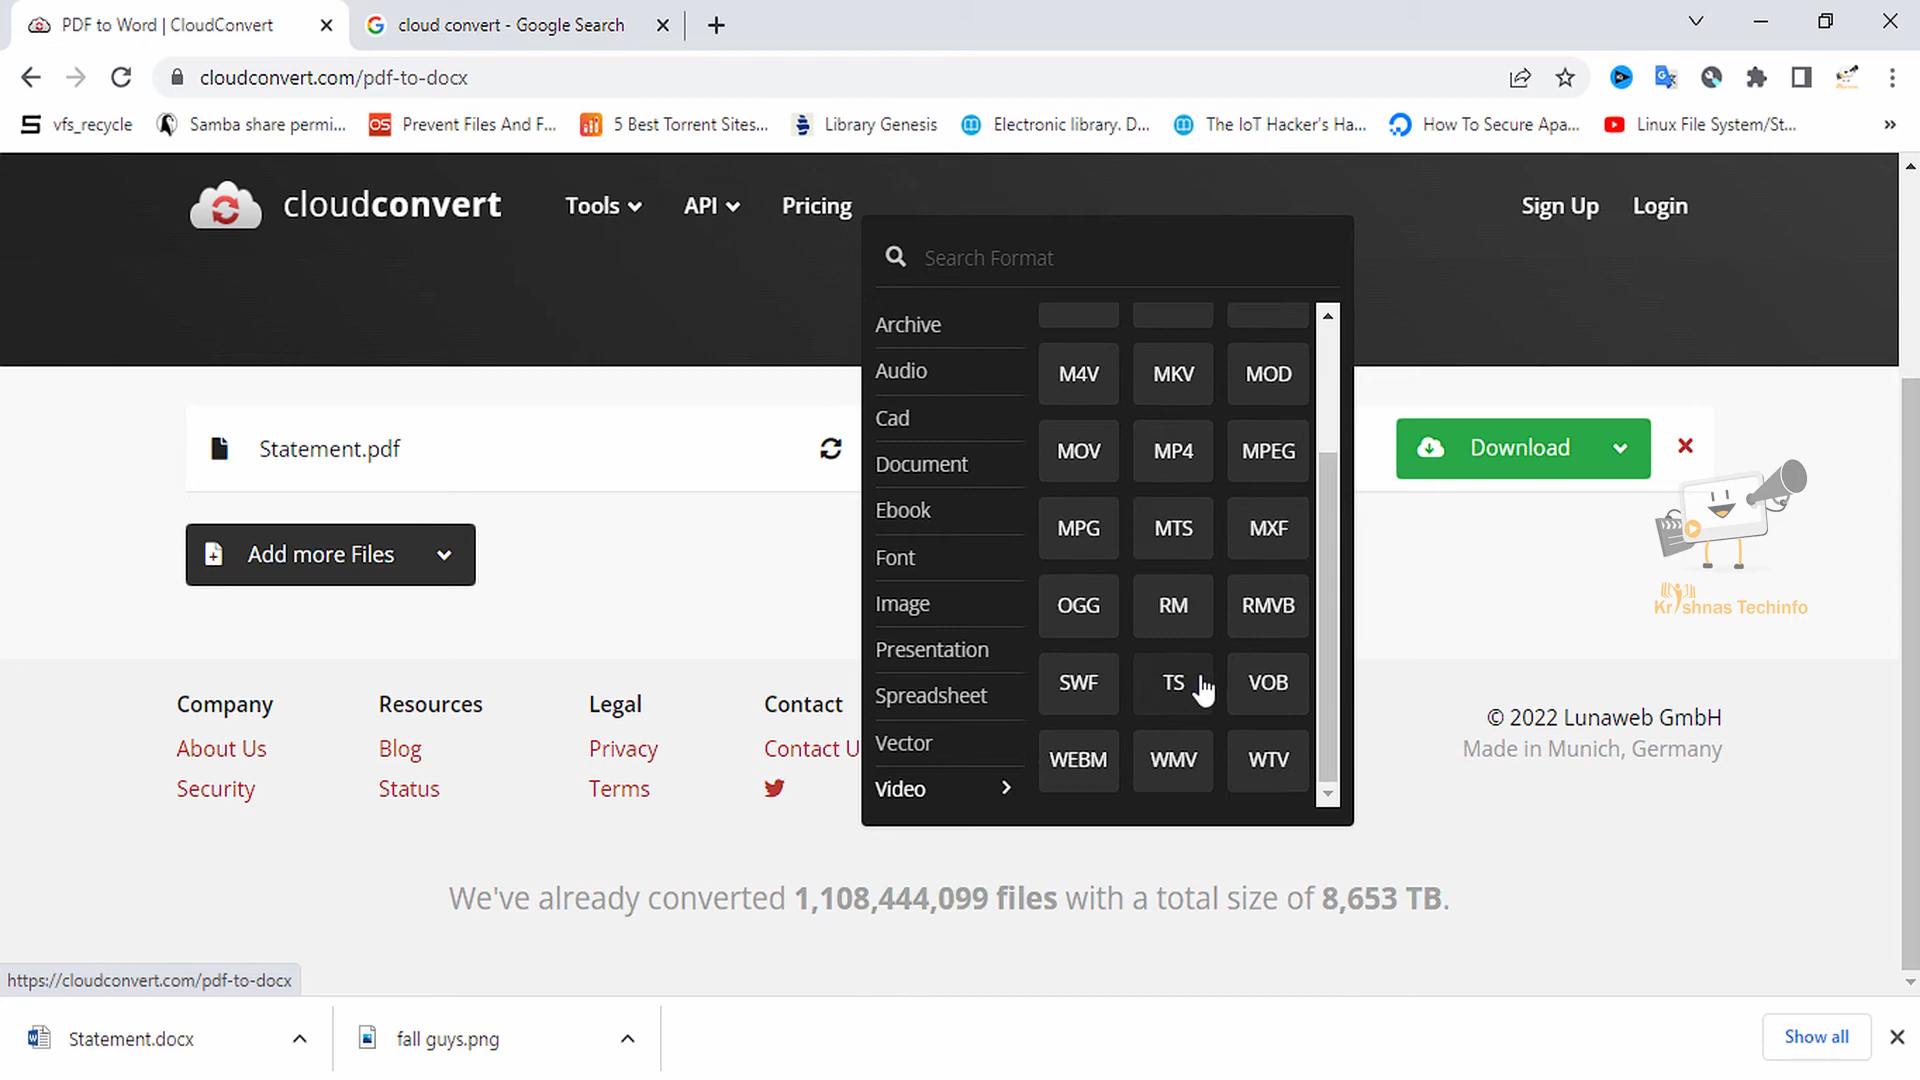 PDF to Word | CloudConvert
cloud convert - Google Search
cloudconvert.com/pdf-to-docx
vfs_recycle
Samba share permi...
OS
Prevent Files And F...
5 Best Torrent Sites...
Library Genesis
Electronic library. D...
The IoT Hacker's Ha...
How To Secure Apa...
Linux File System/St...
»
cloudconvert
Tools
API
Pricing
Sign Up
Login
Search Format
Archive
Audio
Cad
Document
Ebook
Font
Image
Presentation
Spreadsheet
Vector
Video
M4V MKV MOD
MOV MP4 MPEG
MPG MTS MXF
OGG RM RMVB
SWF TS VOB
WEBM WMV WTV
Statement.pdf
Download
Add more Files
Krishnas Techinfo
Company
About Us
Security
Resources
Blog
Status
Legal
Privacy
Terms
Contact
Contact U
© 2022 Lunaweb GmbH
Made in Munich, Germany
We've already converted 1,108,444,099 files with a total size of 8,653 TB.
https://cloudconvert.com/pdf-to-docx
Statement.docx
fall guys.png
Show all